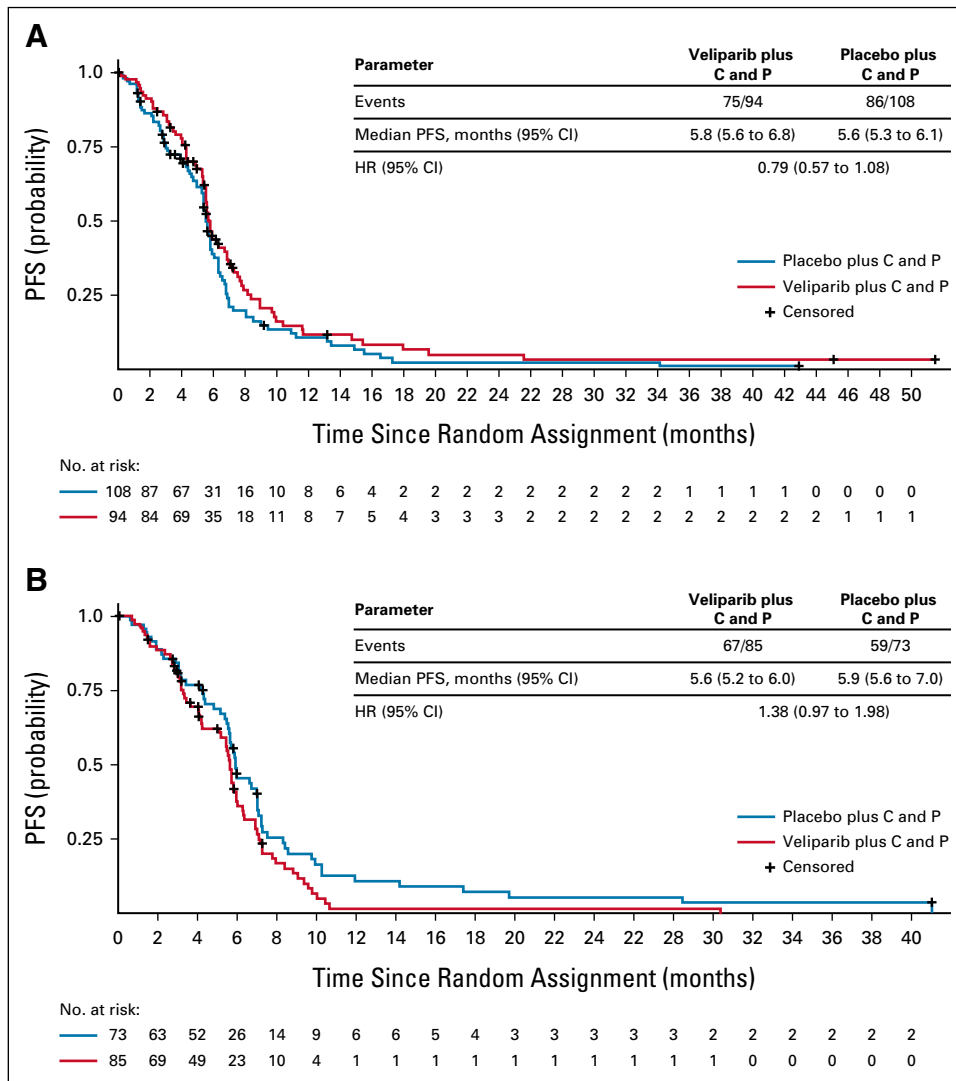 A
Parameter Veliparib plus C and P Placebo plus C and P
Events 75/94 86/108
Median PFS, months (95% CI) 5.8 (5.6 to 6.8) 5.6 (5.3 to 6.1)
HR (95% CI) 0.79 (0.57 to 1.08)
1.0
0.75
0.5
0.25
PFS (probability)
Placebo plus C and P
Veliparib plus C and P
Censored
0 2 4 6 8 10 12 14 16 18 20 22 24 26 28 22 32 34 36 38 40 42 44 46 48 50
Time Since Random Assignment (months)
No. at risk:
108 87 67 31 16 10 8 6 4 2 2 2 2 2 2 2 2 2 1 1 1 1 0 0 0 0
94 84 69 35 18 11 8 7 5 4 3 3 3 2 2 2 2 2 2 2 2 2 2 1 1 1
B
Parameter Veliparib plus C and P Placebo plus C and P
Events 67/85 59/73
Median PFS, months (95% CI) 5.6 (5.2 to 6.0) 5.9 (5.6 to 7.0)
HR (95% CI) 1.38 (0.97 to 1.98)
1.0
0.75
0.5
0.25
PFS (probability)
Placebo plus C and P
Veliparib plus C and P
Censored
0 2 4 6 8 10 12 14 16 18 20 22 24 26 28 30 32 34 36 38 40
Time Since Random Assignment (months)
No. at risk:
73 63 52 26 14 9 6 6 5 4 3 3 3 3 3 2 2 2 2 2 2
85 69 49 23 10 4 1 1 1 1 1 1 1 1 1 1 0 0 0 0 0